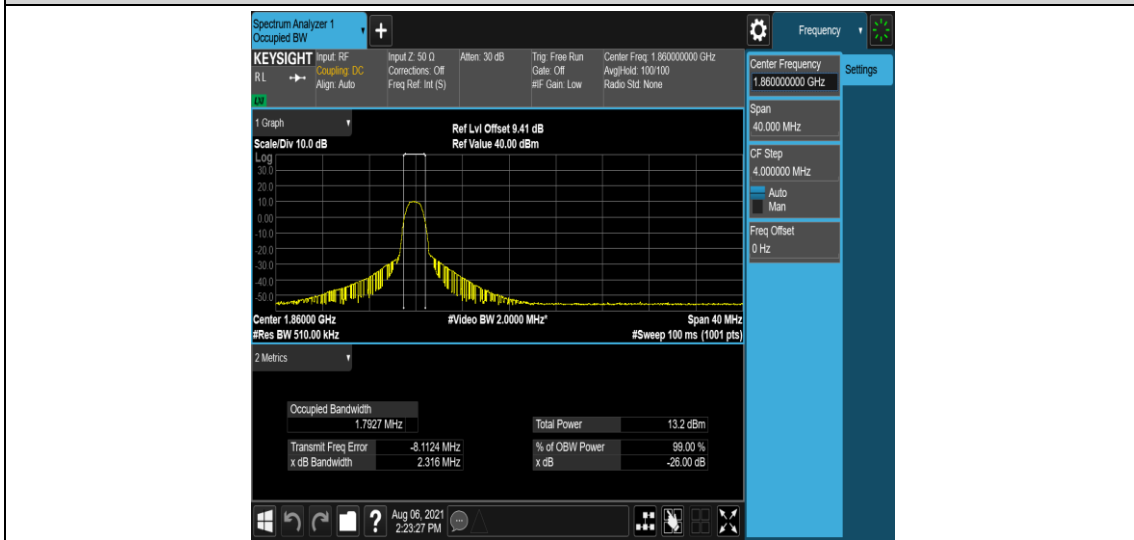 Spectrum Analyzer 1
Occupied BW
+
Frequency
KEYSIGHT
RL
Input: RF
Coupling: DC
Align: Auto
Input Z: 50 Ω
Corrections: Off
Freq Ref: Int (S)
Atten: 30 dB
Trig: Free Run
Gate: Off
#IF Gain: Low
Center Freq: 1.860000000 GHz
Avg|Hold: 100/100
Radio Std: None
Center Frequency
1.860000000 GHz
Settings
Span
40.000 MHz
CF Step
4.000000 MHz
Auto
Man
Freq Offset
0 Hz
1 Graph
Scale/Div 10.0 dB
Ref Lvl Offset 9.41 dB
Ref Value 40.00 dBm
Log
30.0
20.0
10.0
0.00
-10.0
-20.0
-30.0
-40.0
-50.0
Center 1.86000 GHz
#Video BW 2.0000 MHz*
Span 40 MHz
#Res BW 510.00 kHz
#Sweep 100 ms (1001 pts)
2 Metrics
Occupied Bandwidth
1.7927 MHz
Total Power 13.2 dBm
Transmit Freq Error -8.1124 MHz
% of OBW Power 99.00 %
x dB Bandwidth 2.316 MHz
x dB -26.00 dB
?
Aug 06, 2021
2:23:27 PM